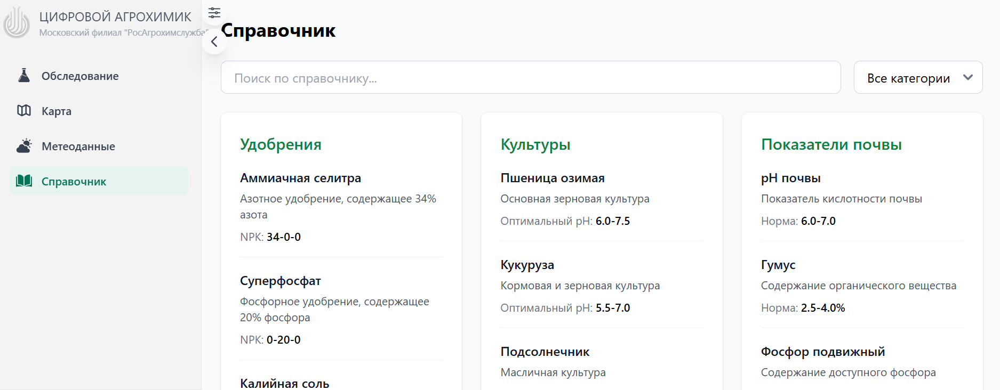 ЦИФРОВОЙ АГРОХИМИК
Московский филиал "РосАгрохимслужба"
Обследование
Карта
Метеоданные
Справочник
Справочник
Поиск по справочнику...
Все категории
Удобрения
Аммиачная селитра
Азотное удобрение, содержащее 34%
азота
NPK: 34-0-0
Суперфосфат
Фосфорное удобрение, содержащее
20% фосфора
NPK: 0-20-0
Калийная соль
Культуры
Пшеница озимая
Основная зерновая культура
Оптимальный pH: 6.0-7.5
Кукуруза
Кормовая и зерновая культура
Оптимальный pH: 5.5-7.0
Подсолнечник
Масличная культура
Показатели почвы
pH почвы
Показатель кислотности почвы
Норма: 6.0-7.0
Гумус
Содержание органического вещества
Норма: 2.5-4.0%
Фосфор подвижный
Содержание доступного фосфора